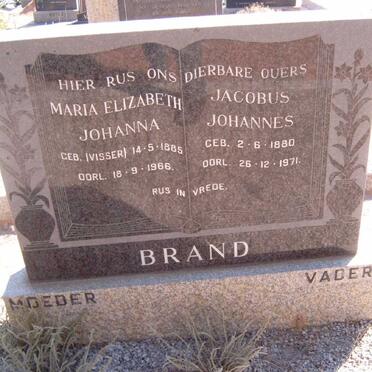 HIER RUS ONS DIERBARE OUERS
MARIA ELIZABETH
JOHANNA
GEB. (VISSER) 14-5-1885
OORL. 18-9-1966.
JACOBUS
JOHANNES
GEB. 2-6-1880
OORL. 26-12-1971.
RUS IN VREDE.
BRAND
MOEDER
VADER